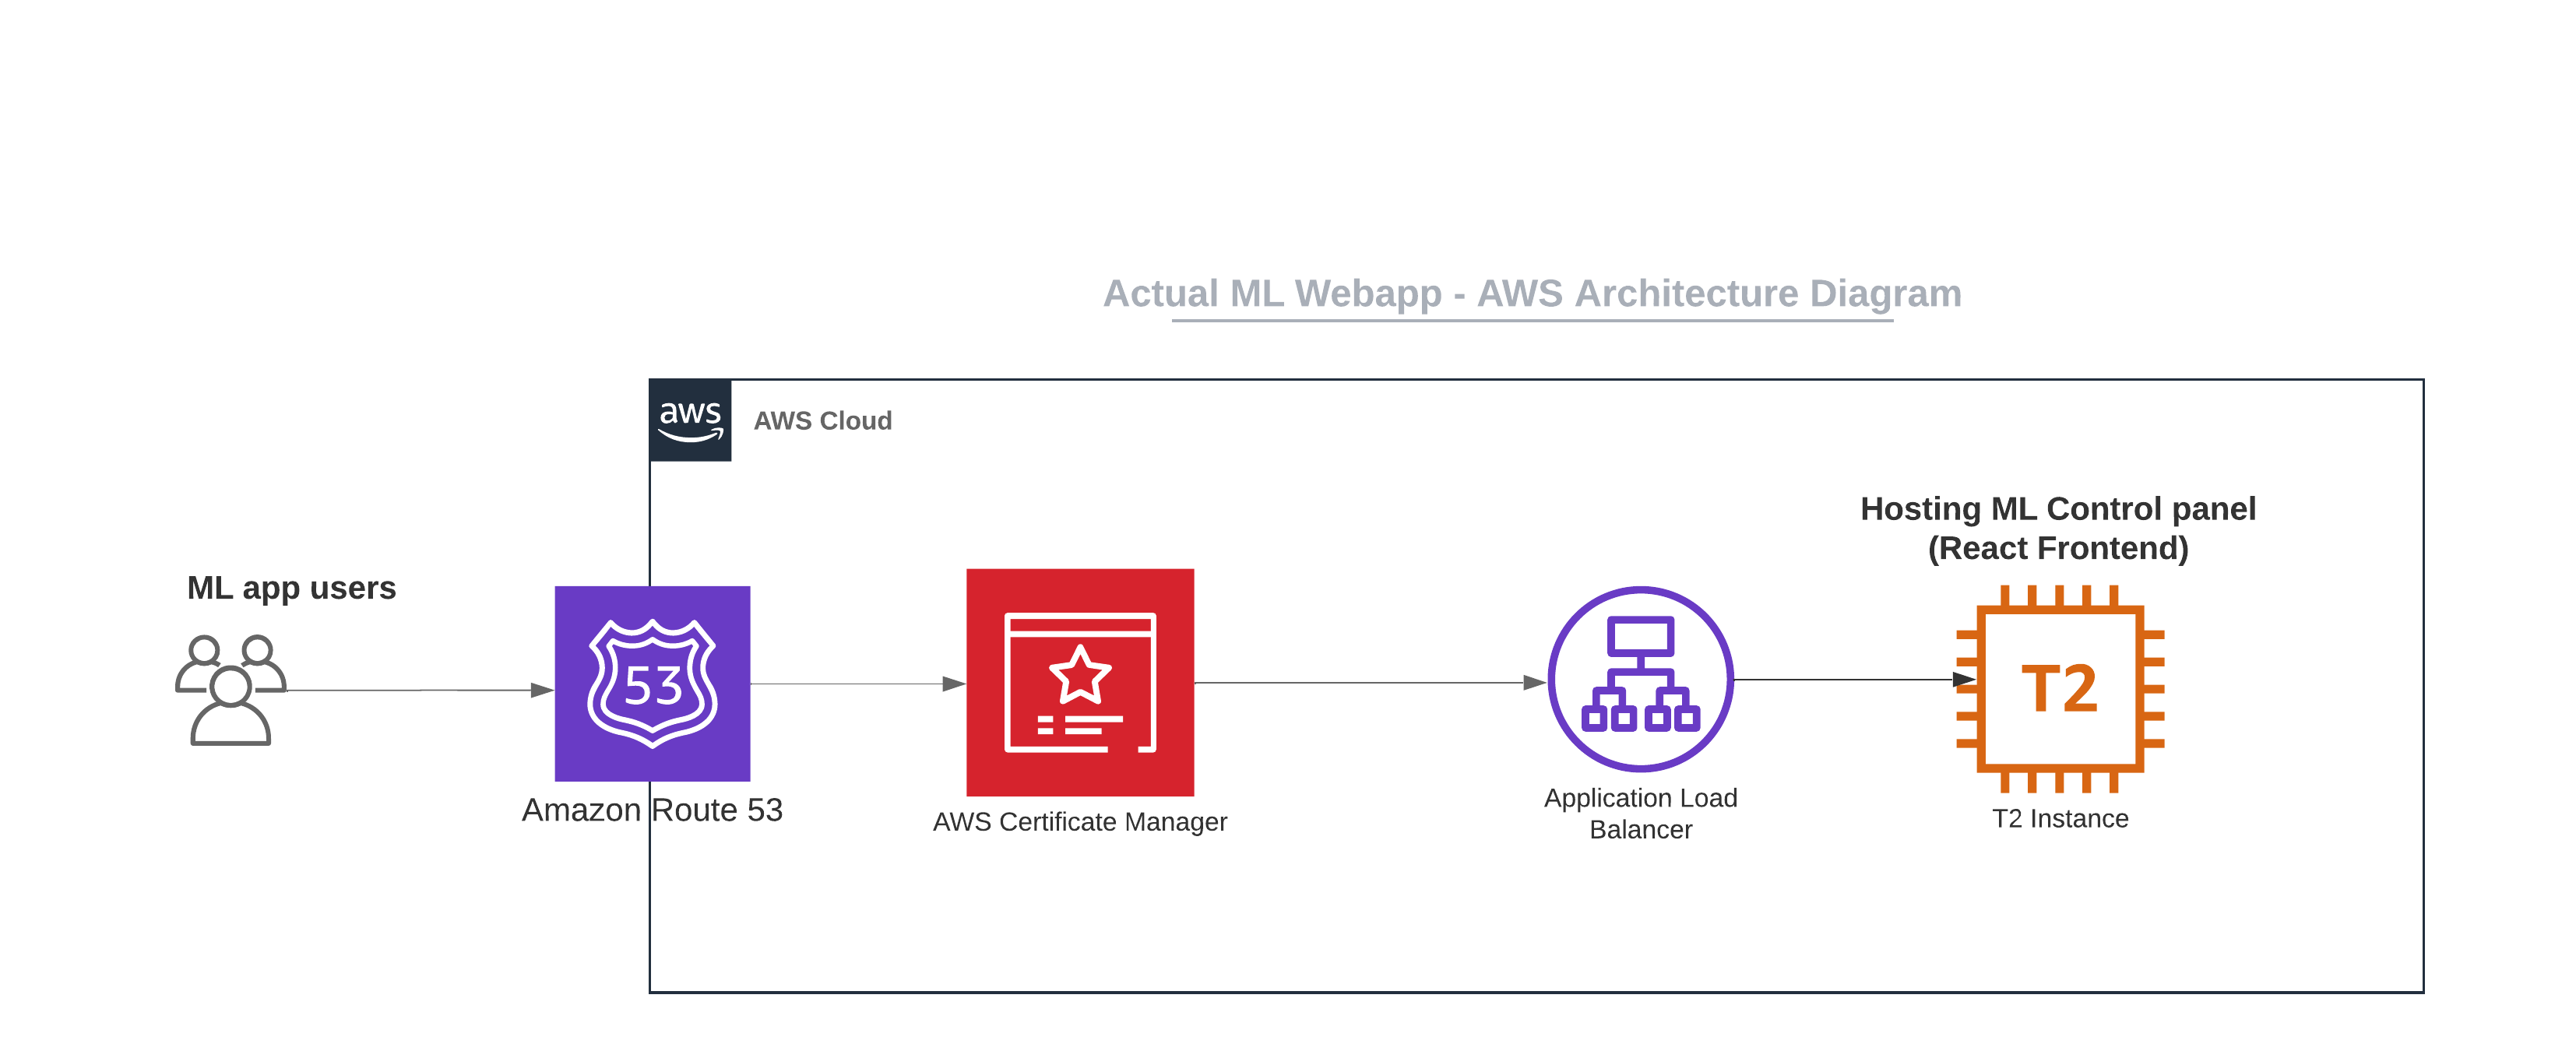 Actual ML Webapp - AWS Architecture Diagram
aws
AWS Cloud
Hosting ML Control panel
(React Frontend)
ML app users
53
T2
Amazon Route 53
AWS Certificate Manager
Application Load
Balancer
T2 Instance